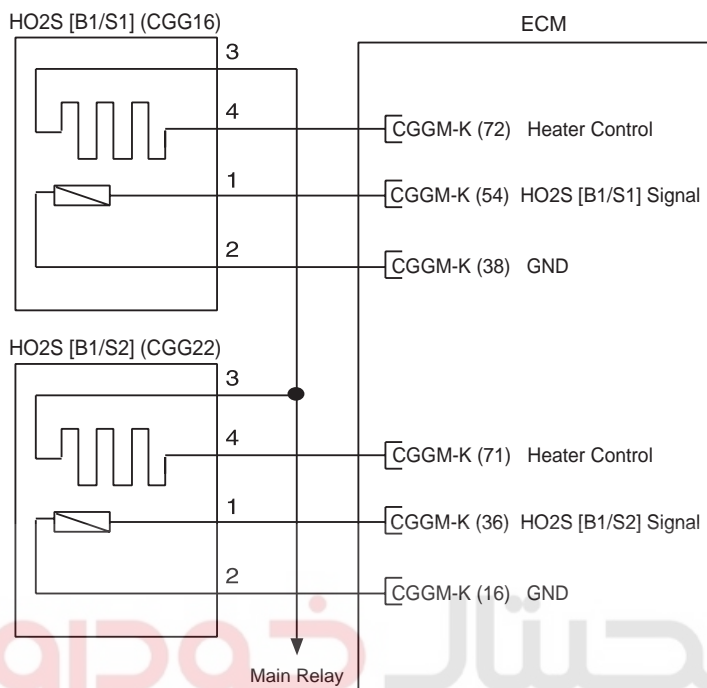 HO2S [B1/S1] (CGG16)
ECM
3
4
CGGM-K (72) Heater Control
1
CGGM-K (54) HO2S [B1/S1] Signal
2
CGGM-K (38) GND
HO2S [B1/S2] (CGG22)
3
4
CGGM-K (71) Heater Control
1
CGGM-K (36) HO2S [B1/S2] Signal
2
CGGM-K (16) GND
Main Relay